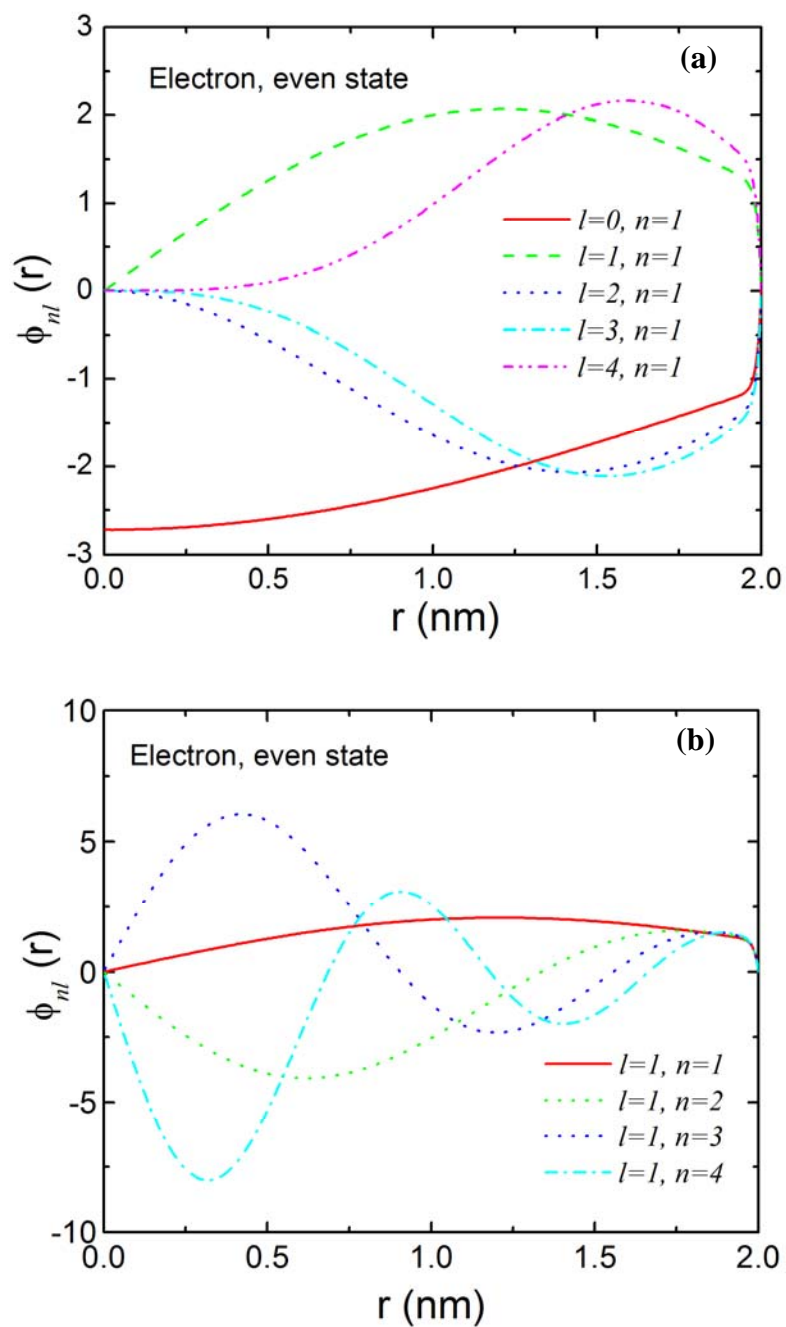 (a)
Electron, even state
2
1
0
-1
-2
-3
ϕnl (r)
l=0, n=1
l=1, n=1
l=2, n=1
l=3, n=1
l=4, n=1
0.0 0.5 1.0 1.5 2.0
r (nm)
(b)
Electron, even state
10
5
0
-5
-10
ϕnl (r)
l=1, n=1
l=1, n=2
l=1, n=3
l=1, n=4
0.0 0.5 1.0 1.5 2.0
r (nm)